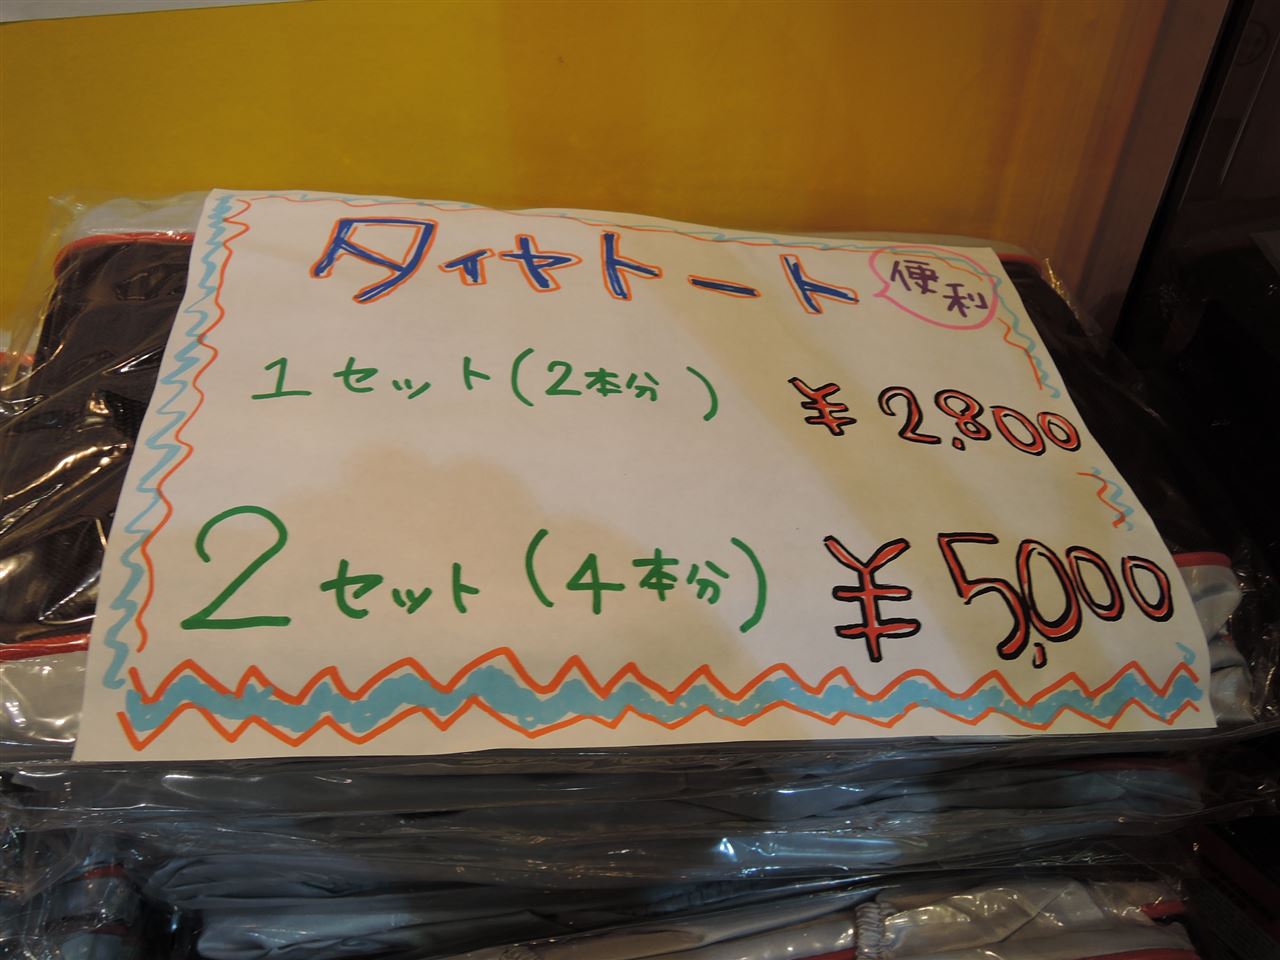 タイヤトート 便利
1セット(2本分) ¥2,800
2セット(4本分) ¥5,000